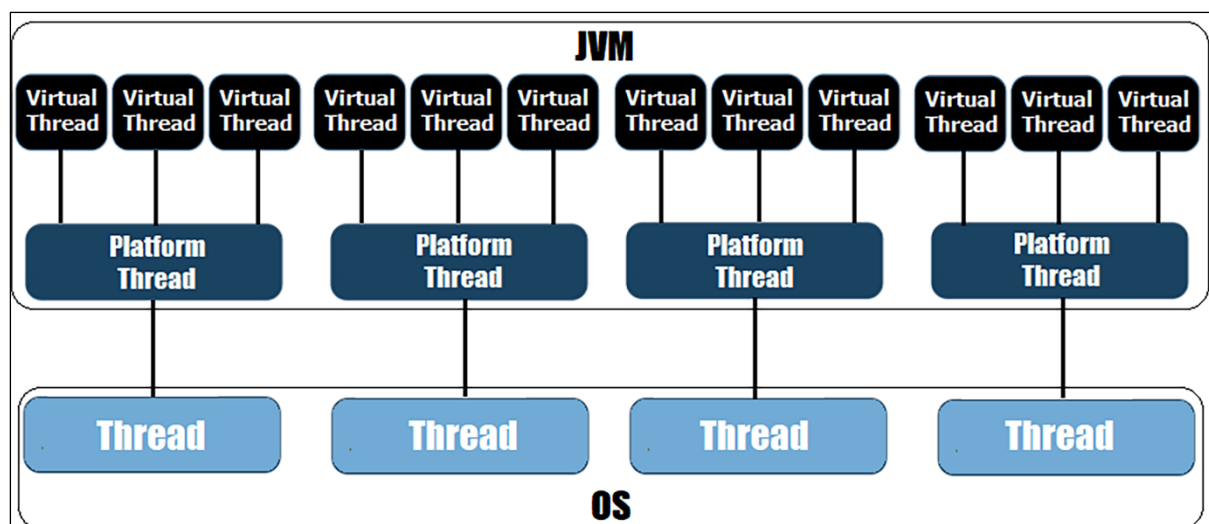 JVM
Virtual Virtual Virtual Virtual Virtual Virtual Virtual Virtual Virtual Virtual Virtual Virtual
Thread Thread Thread Thread Thread Thread Thread Thread Thread Thread Thread Thread
Platform Platform Platform Platform
Thread Thread Thread Thread
Thread Thread Thread Thread
OS